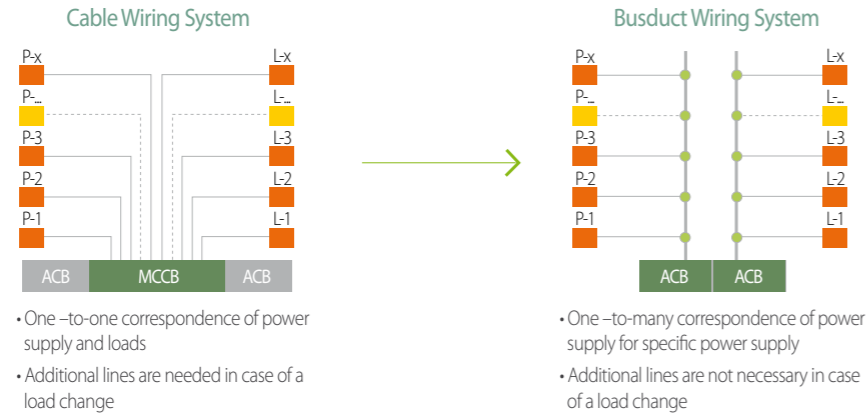 Cable Wiring System
P-x
L-x
P-...
L-...
P-3
L-3
P-2
L-2
P-1
L-1
ACB
MCCB
ACB
• One –to-one correspondence of power
supply and loads
• Additional lines are needed in case of a
load change
Busduct Wiring System
P-x
L-x
P-...
L-...
P-3
L-3
P-2
L-2
P-1
L-1
ACB
ACB
• One –to-many correspondence of power
supply for specific power supply
• Additional lines are not necessary in case
of a load change